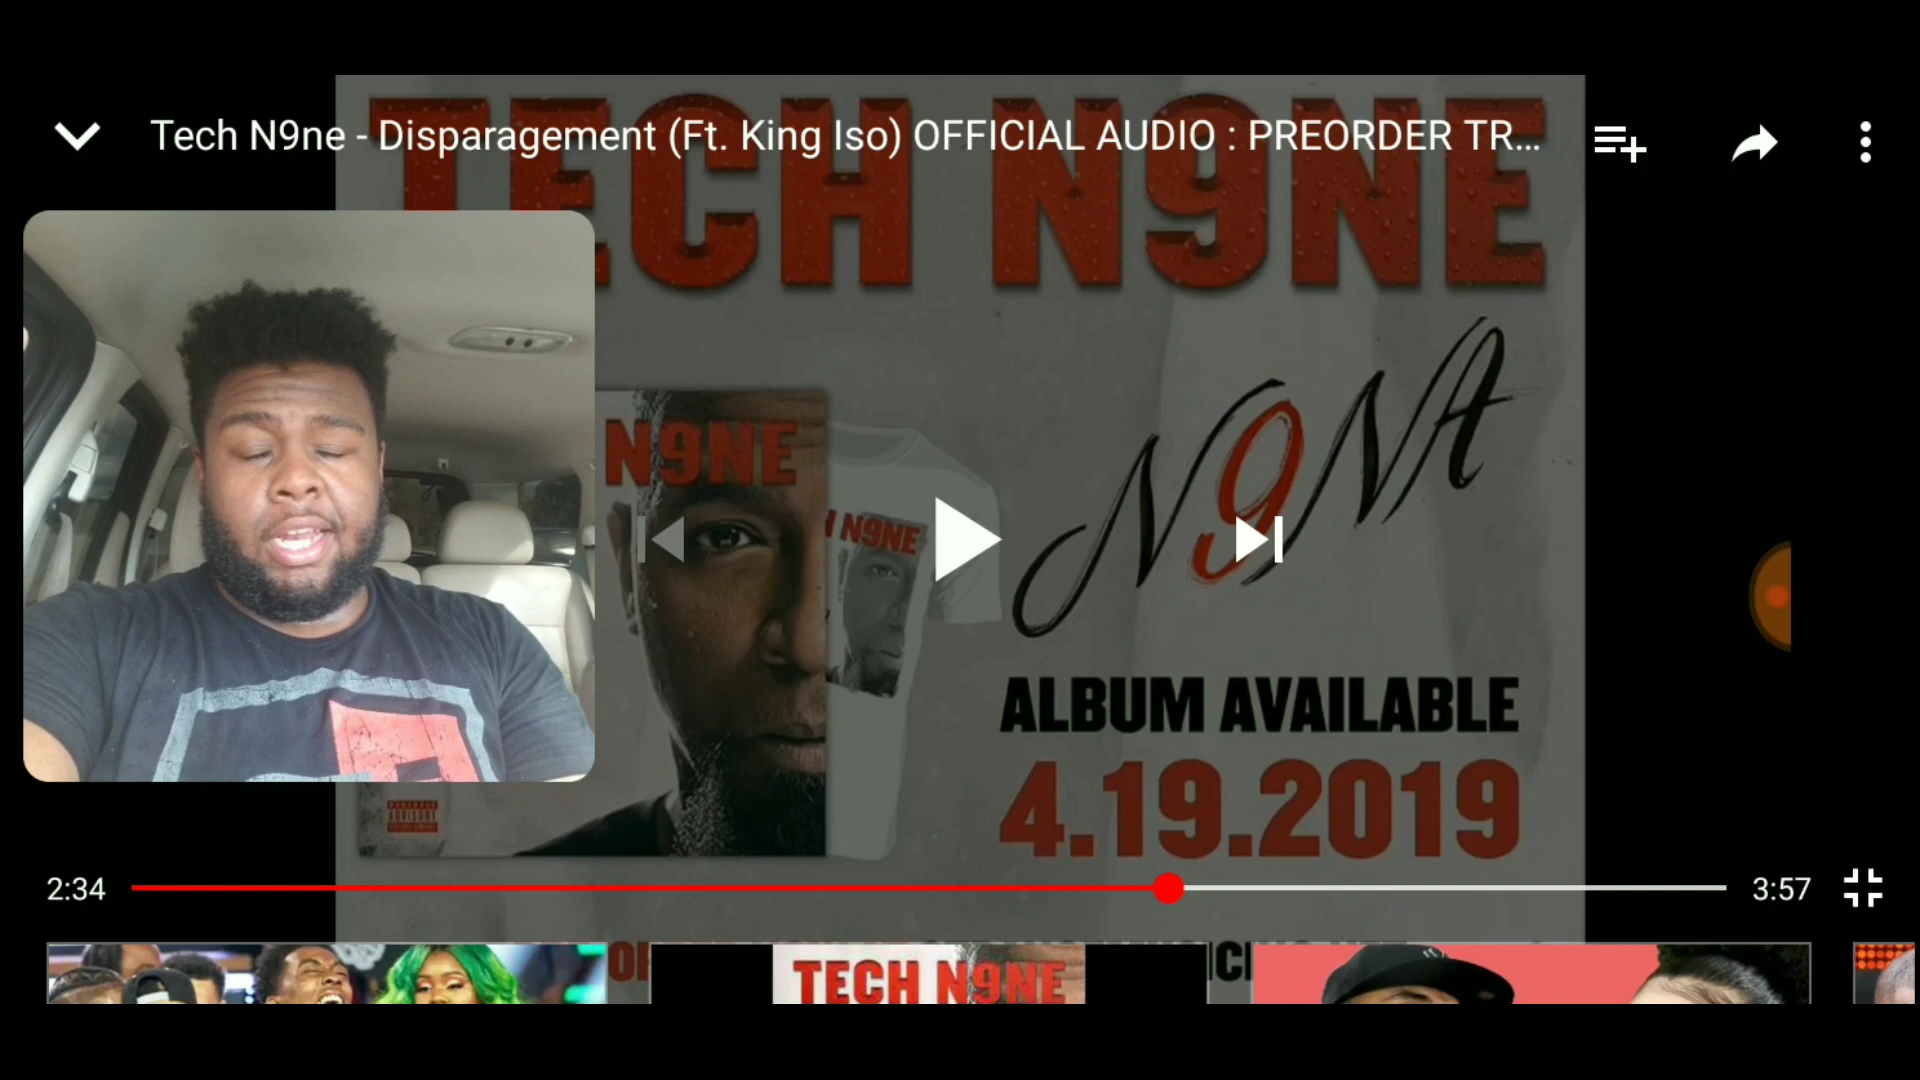 Tech N9ne - Disparagement (Ft. King Iso) OFFICIAL AUDIO : PREORDER TR...
TECH N9NE
N9NE
N9NE
N9NA
ALBUM AVAILABLE
4.19.2019
ADVISORY
2:34
3:57
TECH N9NE